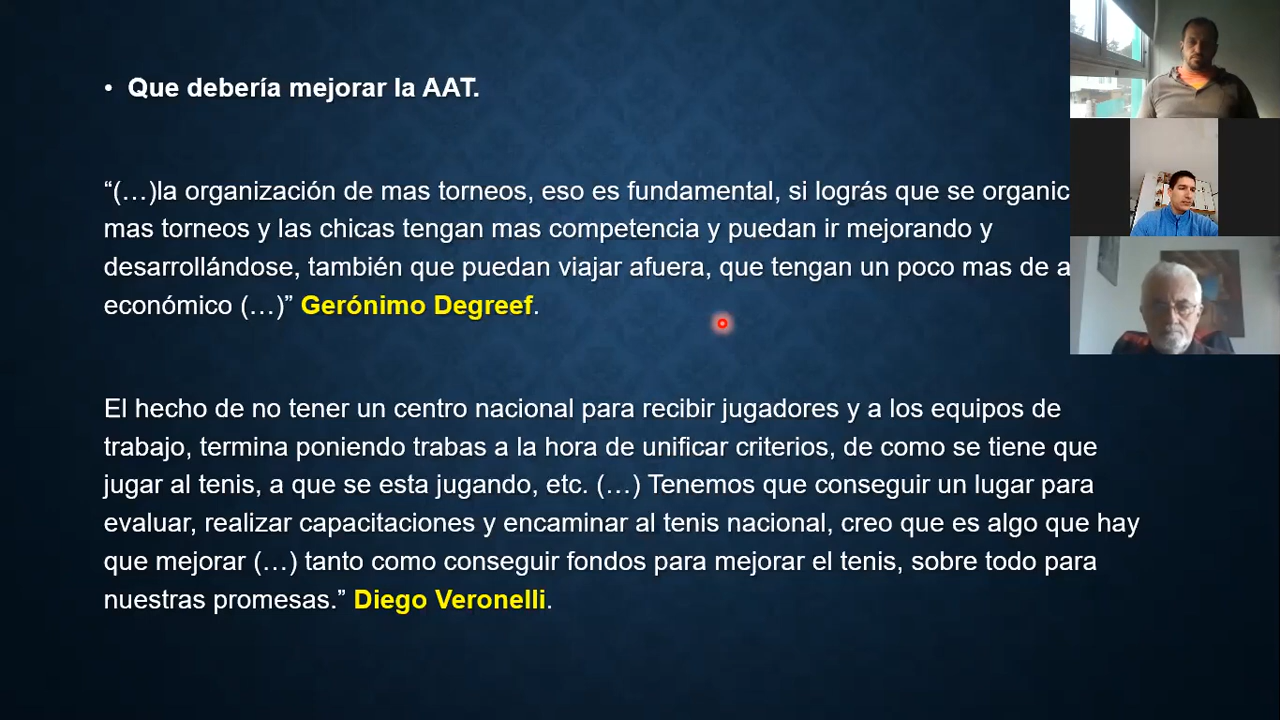 • Que debería mejorar la AAT.
“(…)la organización de mas torneos, eso es fundamental, si lográs que se organic
mas torneos y las chicas tengan mas competencia y puedan ir mejorando y
desarrollándose, también que puedan viajar afuera, que tengan un poco mas de a
económico (…)” Gerónimo Degreef.
El hecho de no tener un centro nacional para recibir jugadores y a los equipos de
trabajo, termina poniendo trabas a la hora de unificar criterios, de como se tiene que
jugar al tenis, a que se esta jugando, etc. (…) Tenemos que conseguir un lugar para
evaluar, realizar capacitaciones y encaminar al tenis nacional, creo que es algo que hay
que mejorar (…) tanto como conseguir fondos para mejorar el tenis, sobre todo para
nuestras promesas.” Diego Veronelli.